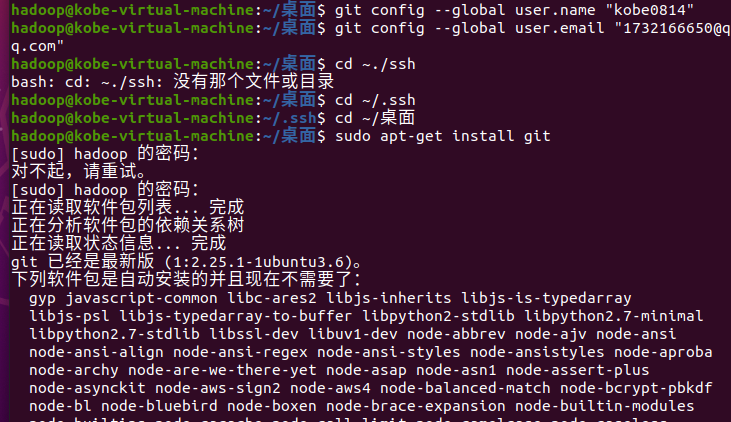 hadoop@kobe-virtual-machine:~/桌面$ git config --global user.name "kobe0814"
hadoop@kobe-virtual-machine:~/桌面$ git config --global user.email "1732166650@q
q.com"
hadoop@kobe-virtual-machine:~/桌面$ cd ~./ssh
bash: cd: ~./ssh: 没有那个文件或目录
hadoop@kobe-virtual-machine:~/桌面$ cd ~/.ssh
hadoop@kobe-virtual-machine:~/.ssh$ cd ~/桌面
hadoop@kobe-virtual-machine:~/桌面$ sudo apt-get install git
[sudo] hadoop 的密码：
对不起，请重试。
[sudo] hadoop 的密码：
正在读取软件包列表... 完成
正在分析软件包的依赖关系树
正在读取状态信息... 完成
git 已经是最新版 (1:2.25.1-1ubuntu3.6)。
下列软件包是自动安装的并且现在不需要了：
gyp javascript-common libc-ares2 libjs-inherits libjs-is-typedarray
libjs-psl libjs-typedarray-to-buffer libpython2-stdlib libpython2.7-minimal
libpython2.7-stdlib libssl-dev libuv1-dev node-abbrev node-ajv node-ansi
node-ansi-align node-ansi-regex node-ansi-styles node-ansistyles node-aproba
node-archy node-are-we-there-yet node-asap node-asn1 node-assert-plus
node-asynckit node-aws-sign2 node-aws4 node-balanced-match node-bcrypt-pbkdf
node-bl node-bluebird node-boxen node-brace-expansion node-builtin-modules